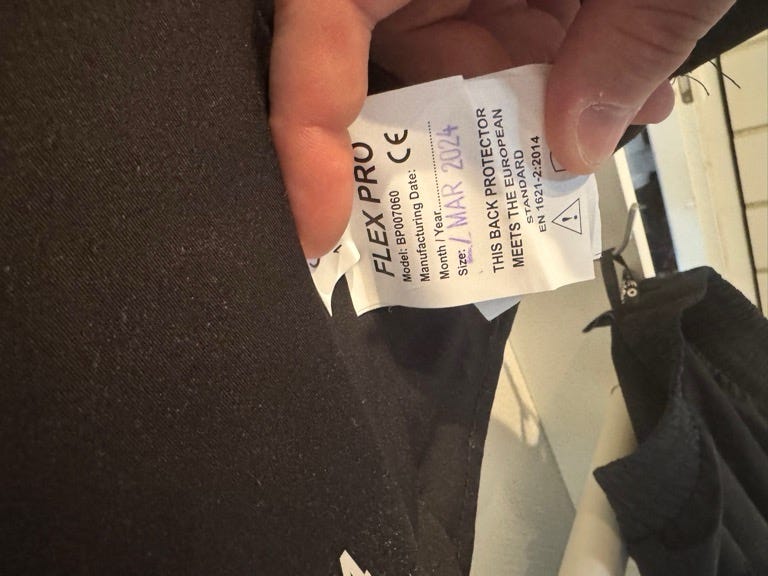 FLEX PRO
Model: BP007060
Manufacturing Date: CE
Month / Year....................
Size: L MAR 2024
THIS BACK PROTECTOR
MEETS THE EUROPEAN
STANDARD
EN 1621-2:2014